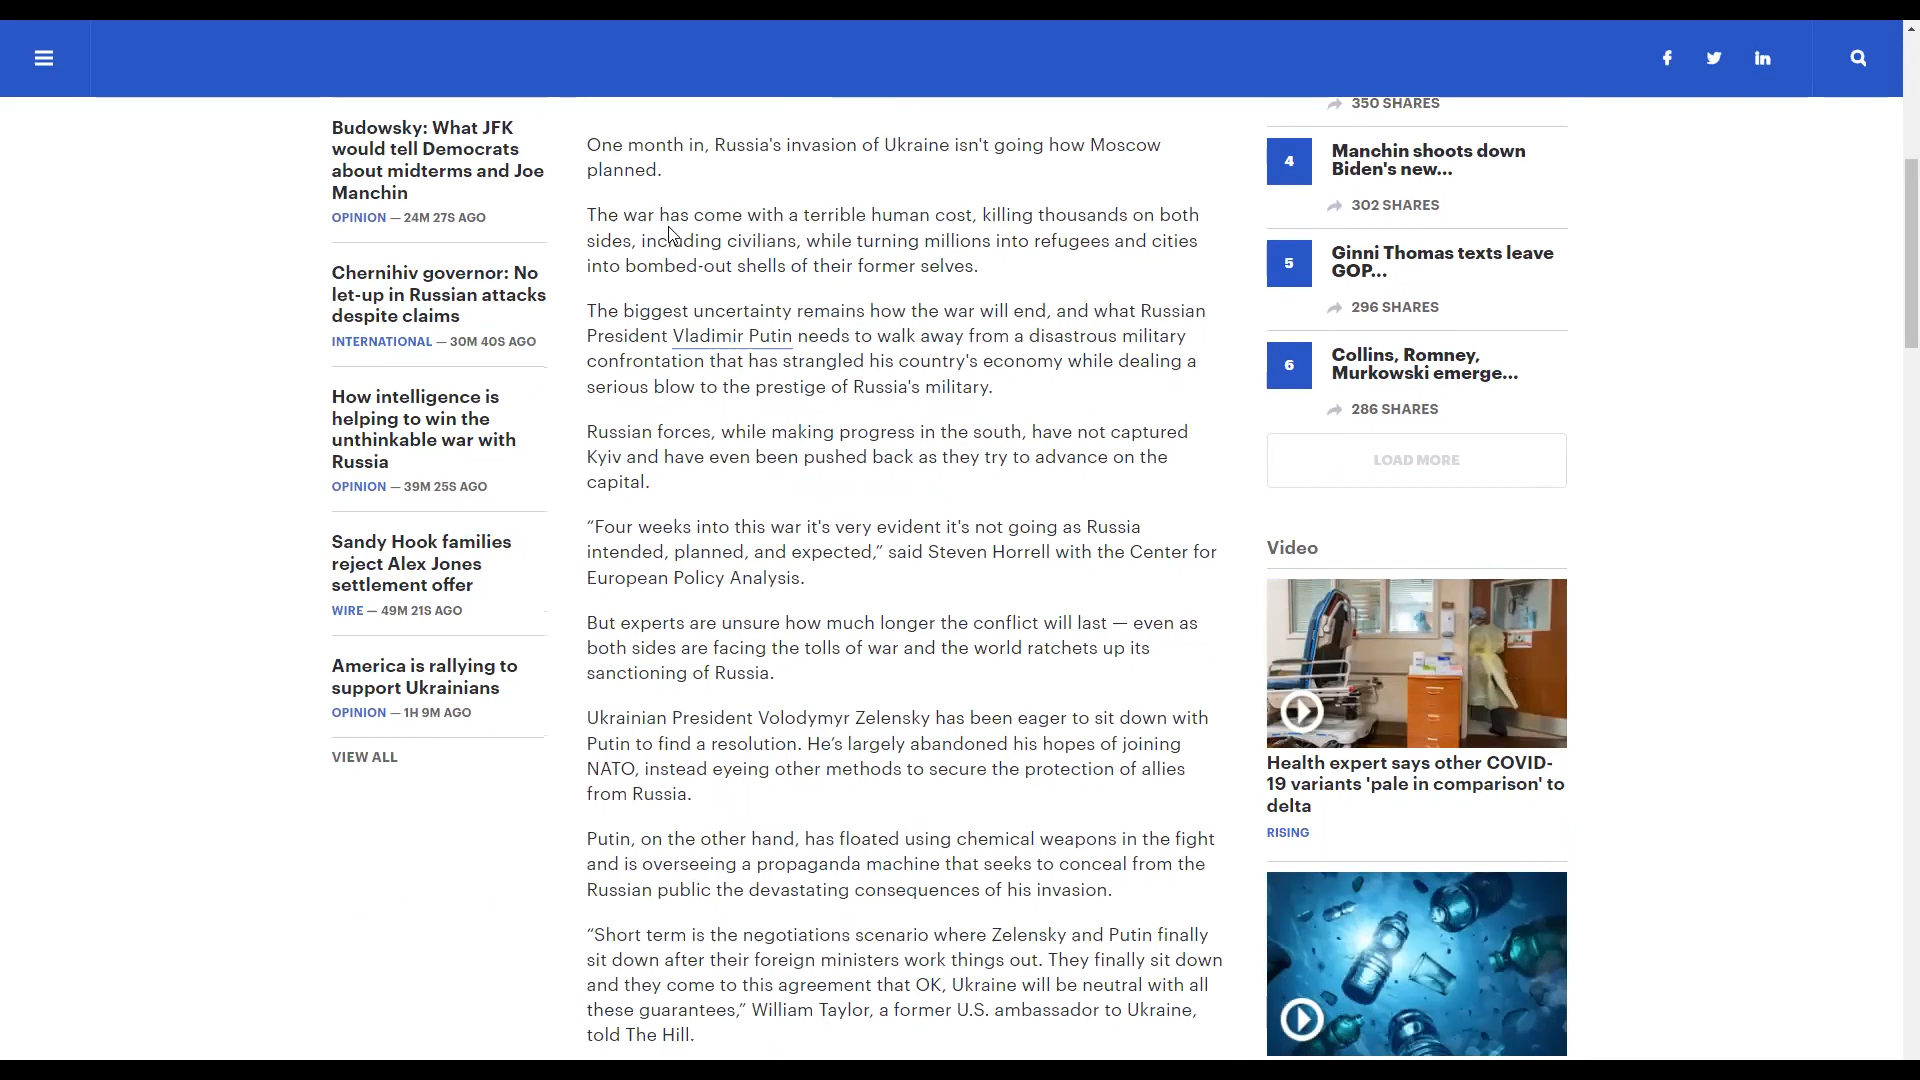 Budowsky: What JFK
would tell Democrats
about midterms and Joe
Manchin
OPINION — 24M 27S AGO
Chernihiv governor: No
let-up in Russian attacks
despite claims
INTERNATIONAL — 30M 40S AGO
How intelligence is
helping to win the
unthinkable war with
Russia
OPINION — 39M 25S AGO
Sandy Hook families
reject Alex Jones
settlement offer
WIRE — 49M 21S AGO
America is rallying to
support Ukrainians
OPINION — 1H 9M AGO
VIEW ALL
One month in, Russia's invasion of Ukraine isn't going how Moscow
planned.
The war has come with a terrible human cost, killing thousands on both
sides, including civilians, while turning millions into refugees and cities
into bombed-out shells of their former selves.
The biggest uncertainty remains how the war will end, and what Russian
President Vladimir Putin needs to walk away from a disastrous military
confrontation that has strangled his country's economy while dealing a
serious blow to the prestige of Russia's military.
Russian forces, while making progress in the south, have not captured
Kyiv and have even been pushed back as they try to advance on the
capital.
“Four weeks into this war it's very evident it's not going as Russia
intended, planned, and expected,” said Steven Horrell with the Center for
European Policy Analysis.
But experts are unsure how much longer the conflict will last — even as
both sides are facing the tolls of war and the world ratchets up its
sanctioning of Russia.
Ukrainian President Volodymyr Zelensky has been eager to sit down with
Putin to find a resolution. He’s largely abandoned his hopes of joining
NATO, instead eyeing other methods to secure the protection of allies
from Russia.
Putin, on the other hand, has floated using chemical weapons in the fight
and is overseeing a propaganda machine that seeks to conceal from the
Russian public the devastating consequences of his invasion.
“Short term is the negotiations scenario where Zelensky and Putin finally
sit down after their foreign ministers work things out. They finally sit down
and they come to this agreement that OK, Ukraine will be neutral with all
these guarantees,” William Taylor, a former U.S. ambassador to Ukraine,
told The Hill.
350 SHARES
4
Manchin shoots down
Biden's new...
302 SHARES
5
Ginni Thomas texts leave
GOP...
296 SHARES
6
Collins, Romney,
Murkowski emerge...
286 SHARES
LOAD MORE
Video
Health expert says other COVID-
19 variants 'pale in comparison' to
delta
RISING